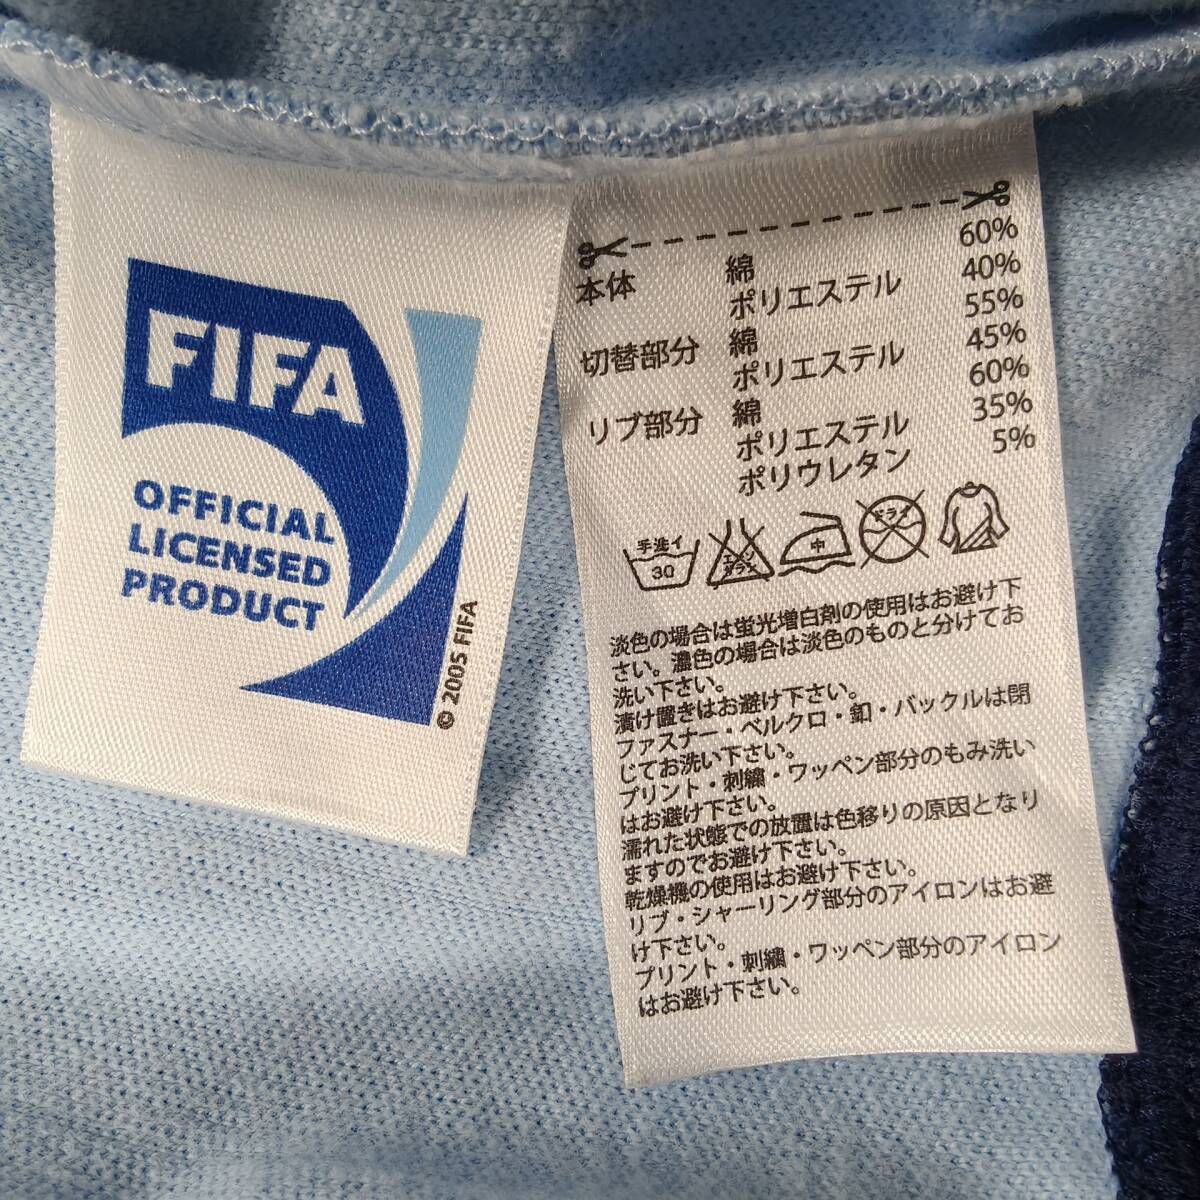 FIFA
OFFICIAL
LICENSED
PRODUCT
© 2005 FIFA
本体 綿 60%
ポリエステル 40%
切替部分 綿 55%
ポリエステル 45%
リブ部分 綿 60%
ポリエステル 35%
ポリウレタン 5%
手洗イ
30
エンソ
サラシ
中
ドライ
淡色の場合は蛍光増白剤の使用はお避け下
さい。濃色の場合は淡色のものと分けてお
洗い下さい。
漬け置きはお避け下さい。
ファスナー・ベルクロ・釦・バックルは閉
じてお洗い下さい。
プリント・刺繍・ワッペン部分のもみ洗い
はお避け下さい。
濡れた状態での放置は色移りの原因となり
ますのでお避け下さい。
乾燥機の使用はお避け下さい。
リブ・シャーリング部分のアイロンはお避
け下さい。
プリント・刺繍・ワッペン部分のアイロン
はお避け下さい。